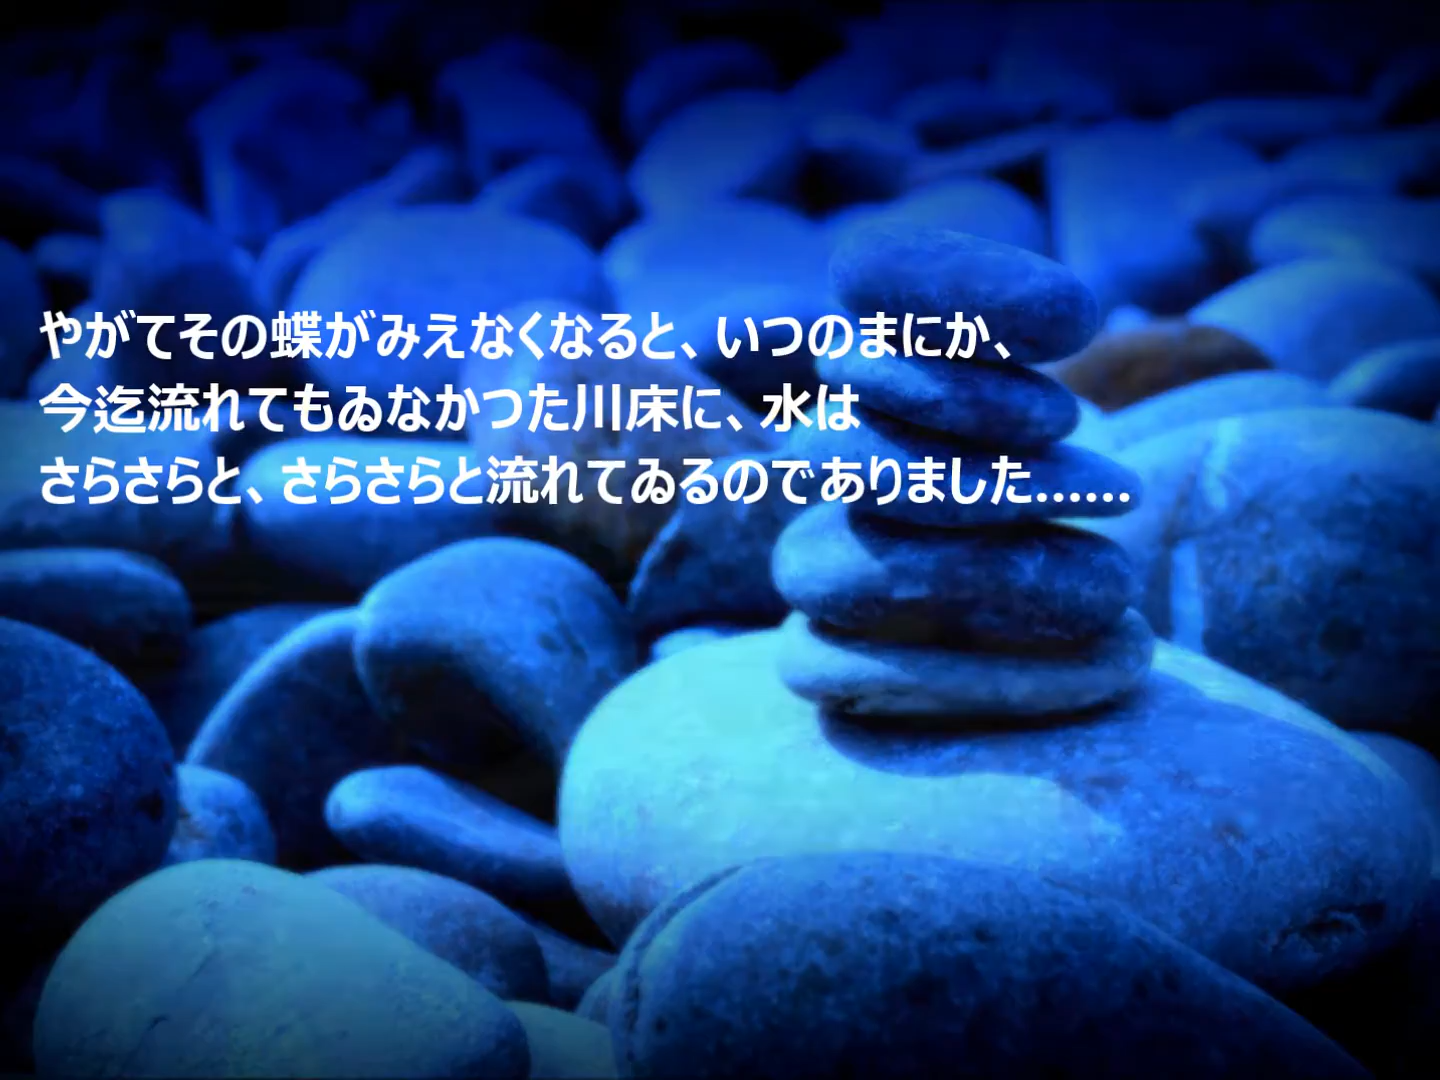 やがてその蝶がみえなくなると、いつのまにか、
今迄流れてもゐなかつた川床に、水は
さらさらと、さらさらと流れてゐるのでありました……